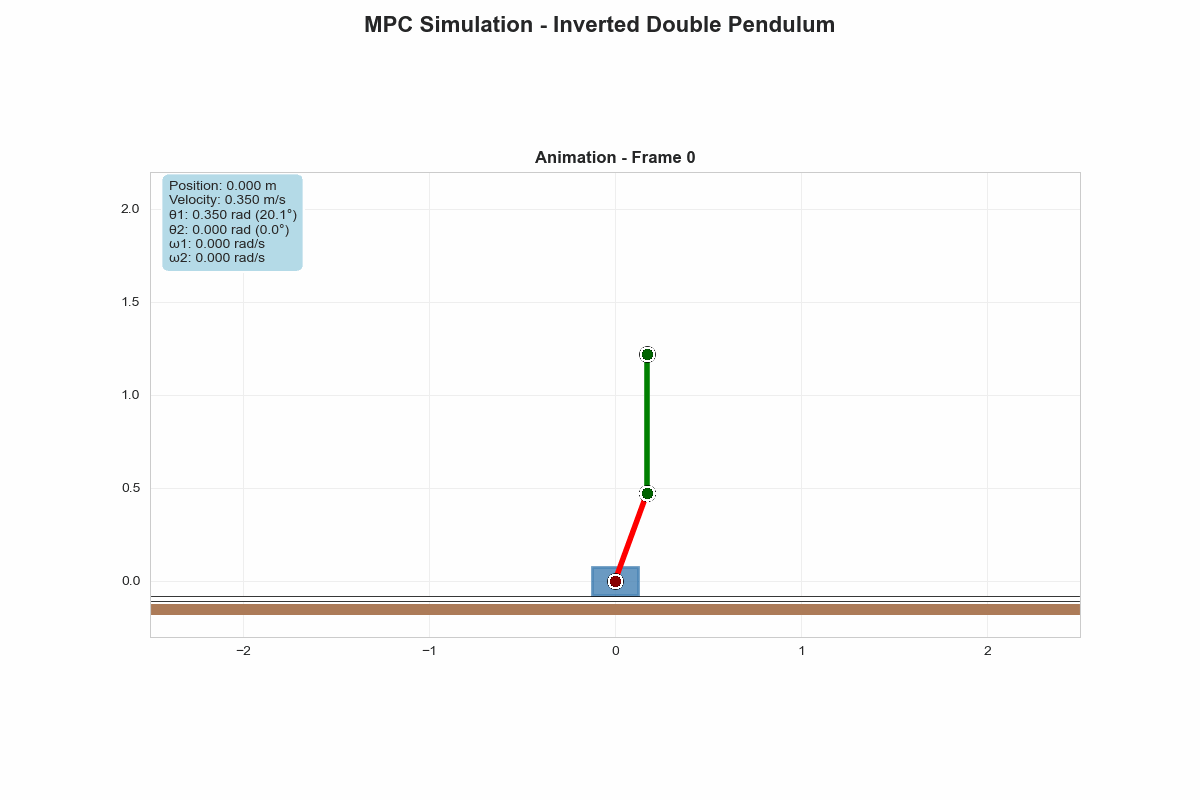 MPC Simulation - Inverted Double Pendulum
Animation - Frame 0
Position: 0.000 m
Velocity: 0.350 m/s
θ1: 0.350 rad (20.1°)
θ2: 0.000 rad (0.0°)
ω1: 0.000 rad/s
ω2: 0.000 rad/s
2.0
1.5
1.0
0.5
0.0
−2 −1 0 1 2